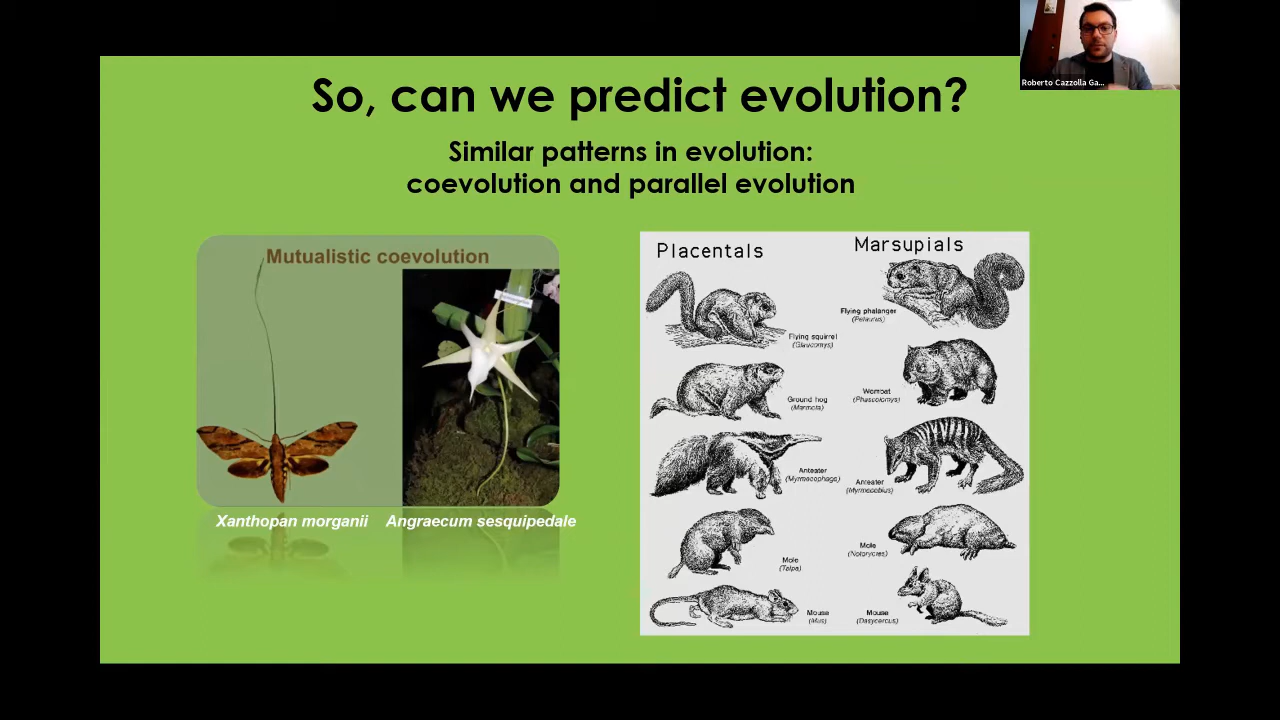 So, can we predict evolution?
Roberto Cazzolla Ga...
Similar patterns in evolution:
coevolution and parallel evolution
Mutualistic coevolution
Xanthopan morganii
Angraecum sesquipedale
Placentals
Marsupials
Flying squirrel
(Glaucomys)
Flying phalanger
(Petaurus)
Ground hog
(Marmota)
Wombat
(Phascolomys)
Anteater
(Myrmecophaga)
Anteater
(Myrmecobius)
Mole
(Talpa)
Mole
(Notoryctes)
Mouse
(Mus)
Mouse
(Dasycercus)